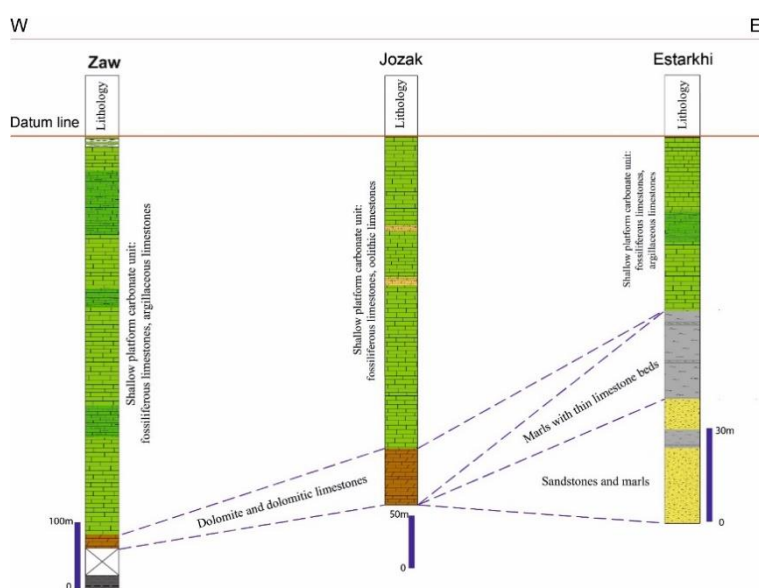 W
E
Zaw
Jozak
Estarkhi
Lithology
Lithology
Lithology
Datum line
Shallow platform carbonate unit:
fossiliferous limestones, argillaceous limestones
Shallow platform carbonate unit:
fossiliferous limestones, oolithic limestones
Shallow platform carbonate unit:
fossiliferous limestones,
argillaceous limestones
Marls with thin limestone beds
Dolomite and dolomitic limestones
Sandstones and marls
30m
0
100m
0
50m
0